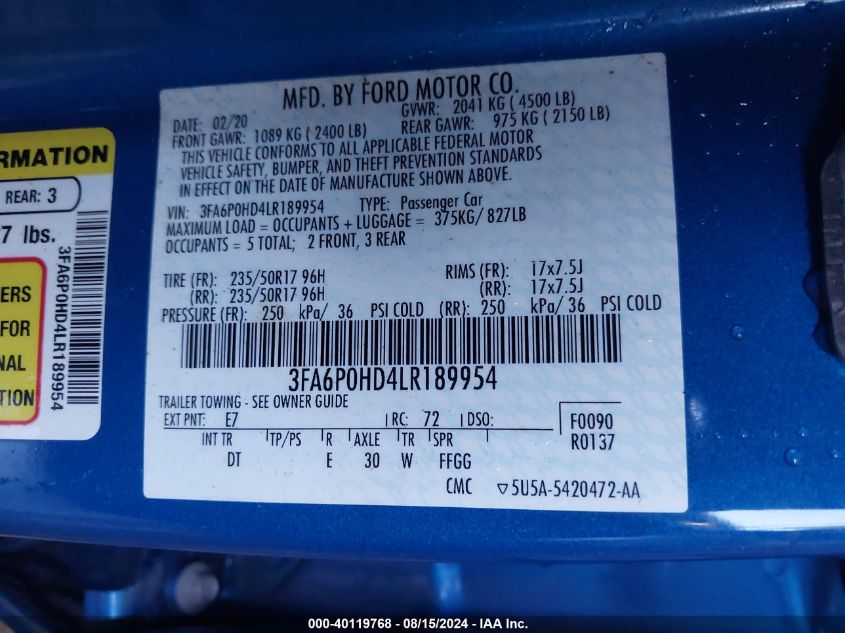 MFD. BY FORD MOTOR CO.
DATE: 02/20 GVWR: 2041 KG ( 4500 LB)
FRONT GAWR: 1089 KG ( 2400 LB) REAR GAWR: 975 KG ( 2150 LB)
THIS VEHICLE CONFORMS TO ALL APPLICABLE FEDERAL MOTOR
VEHICLE SAFETY, BUMPER, AND THEFT PREVENTION STANDARDS
IN EFFECT ON THE DATE OF MANUFACTURE SHOWN ABOVE.
VIN: 3FA6P0HD4LR189954 TYPE: Passenger Car
MAXIMUM LOAD = OCCUPANTS + LUGGAGE = 375KG/ 827LB
OCCUPANTS = 5 TOTAL; 2 FRONT, 3 REAR
TIRE (FR): 235/50R17 96H RIMS (FR): 17x7.5J
(RR): 235/50R17 96H (RR): 17x7.5J
PRESSURE (FR): 250 kPa/ 36 PSI COLD (RR): 250 kPa/ 36 PSI COLD
3FA6P0HD4LR189954
TRAILER TOWING - SEE OWNER GUIDE
EXT PNT: E7 RC: 72 DSO: F0090
INT TR TP/PS R AXLE TR SPR R0137
DT E 30 W FFGG
CMC ▽5U5A-5420472-AA
RMATION
REAR: 3
7 lbs.
3FA6P0HD4LR189954
ERS
FOR
NAL
TION
000-40119768 - 08/15/2024 - IAA Inc.